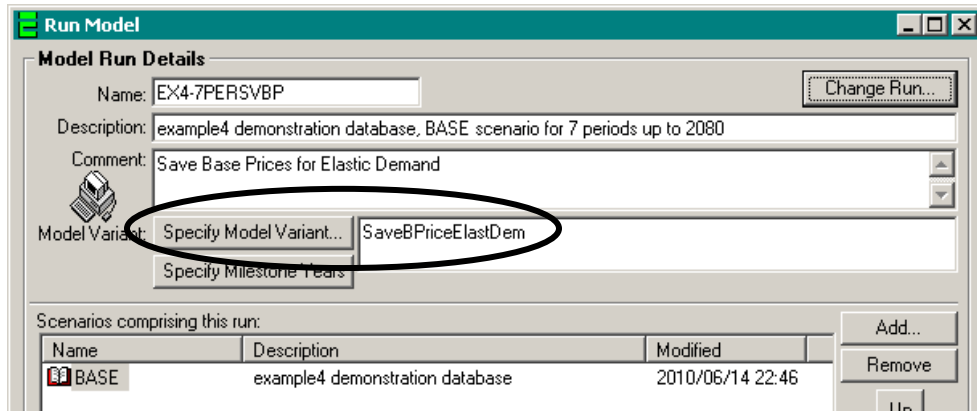 Run Model
Model Run Details
Name: EX4-7PERSVBP
Change Run...
Description: example4 demonstration database, BASE scenario for 7 periods up to 2080
Comment: Save Base Prices for Elastic Demand
Model Variant: Specify Model Variant... SaveBPriceElastDem
Specify Milestone Years
Scenarios comprising this run:
Add...
Name Description Modified
Remove
BASE example4 demonstration database 2010/06/14 22:46
Up